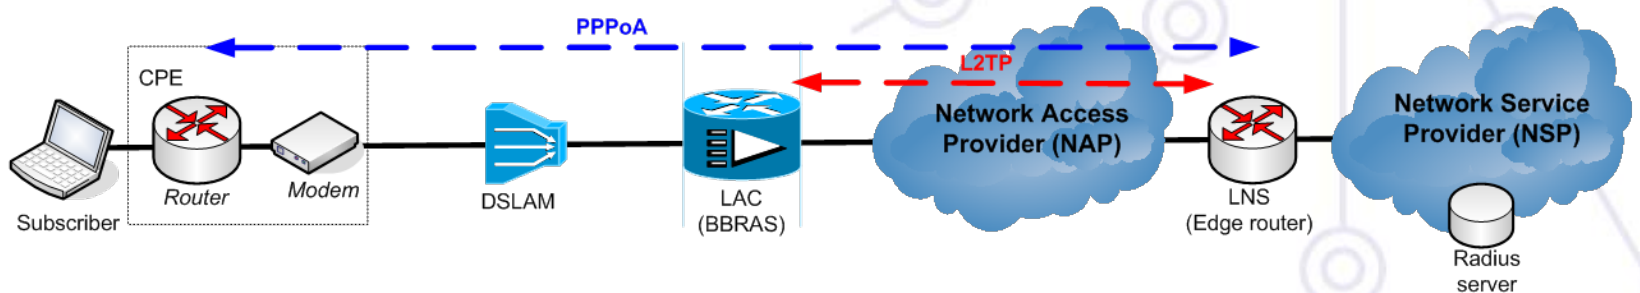 PPPoA
L2TP
CPE
Router
Modem
Subscriber
DSLAM
LAC
(BBRAS)
Network Access
Provider (NAP)
LNS
(Edge router)
Network Service
Provider (NSP)
Radius
server